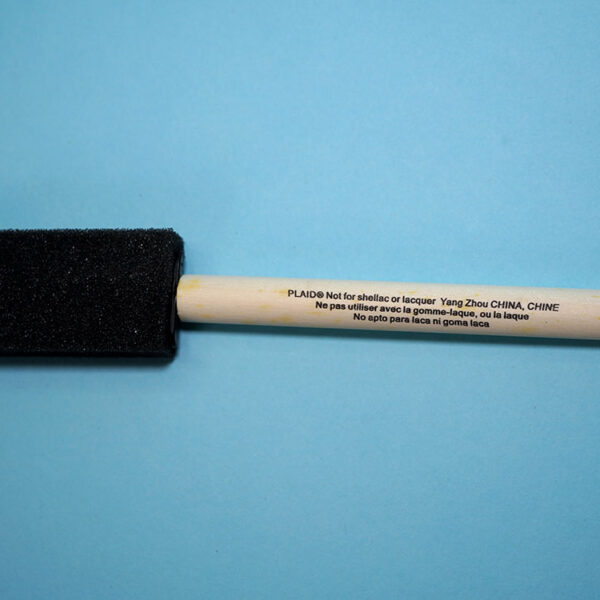 PLAID® Not for shellac or lacquer Yang Zhou CHINA, CHINE
Ne pas utiliser avec la gomme-laque, ou la laque
No apto para laca ni goma laca